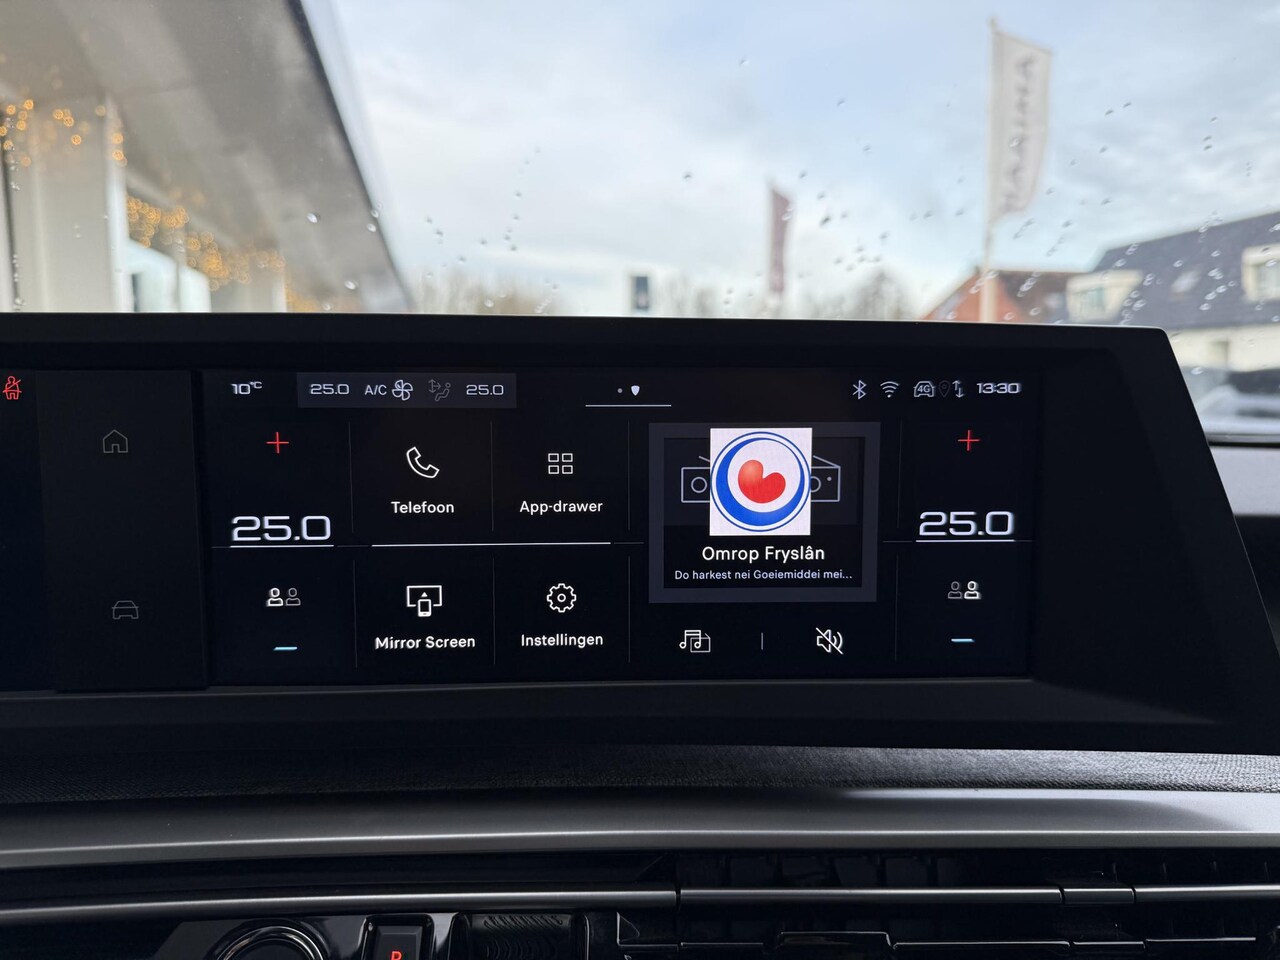 10°C
25.0 A/C 25.0
4G
13:30
25.0
Telefoon
App-drawer
Mirror Screen
Instellingen
Omrop Fryslân
Do harkest nei Goeiemiddei mei...
25.0
P